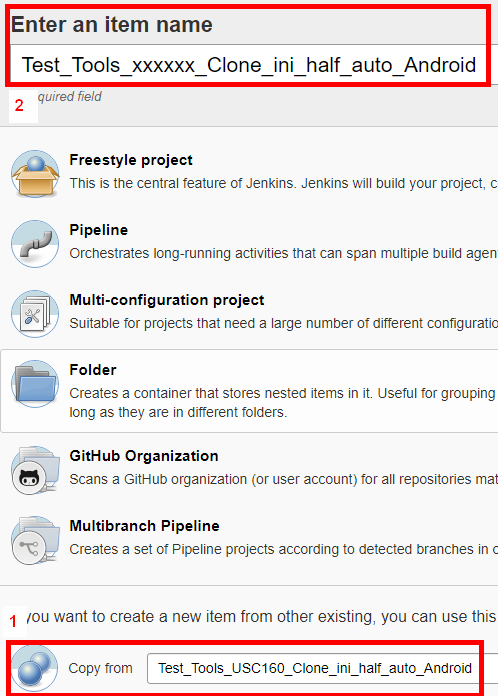 Enter an item name
Test_Tools_xxxxxx_Clone_ini_half_auto_Android
2
quired field
Freestyle project
This is the central feature of Jenkins. Jenkins will build your project, c
Pipeline
Orchestrates long-running activities that can span multiple build agen
Multi-configuration project
Suitable for projects that need a large number of different configuratio
Folder
Creates a container that stores nested items in it. Useful for grouping
long as they are in different folders.
GitHub Organization
Scans a GitHub organization (or user account) for all repositories mat
Multibranch Pipeline
Creates a set of Pipeline projects according to detected branches in o
1
you want to create a new item from other existing, you can use this
Copy from
Test_Tools_USC160_Clone_ini_half_auto_Android